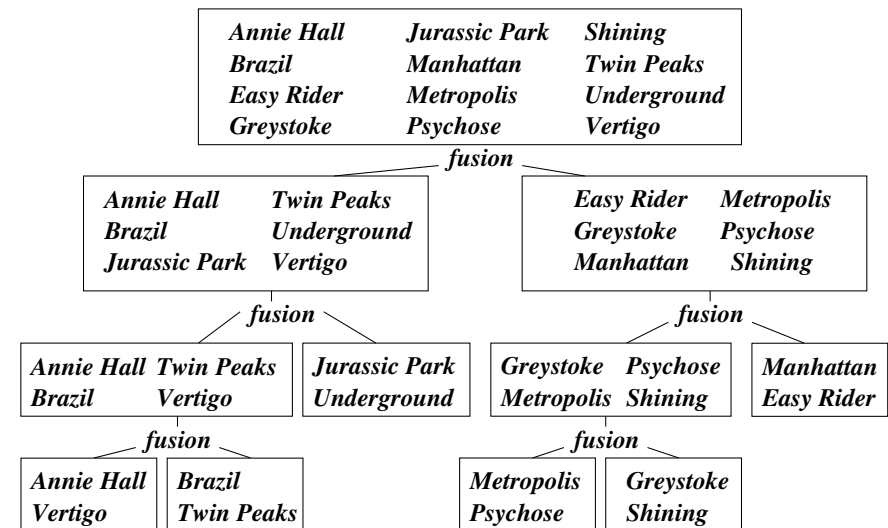 Annie Hall Jurassic Park Shining
Brazil Manhattan Twin Peaks
Easy Rider Metropolis Underground
Greystoke Psychose Vertigo
fusion
Annie Hall Twin Peaks
Brazil Underground
Jurassic Park Vertigo
Easy Rider Metropolis
Greystoke Psychose
Manhattan Shining
fusion
fusion
Annie Hall Twin Peaks
Brazil Vertigo
Jurassic Park
Underground
Greystoke Psychose
Metropolis Shining
Manhattan
Easy Rider
fusion
fusion
Annie Hall
Vertigo
Brazil
Twin Peaks
Metropolis
Psychose
Greystoke
Shining